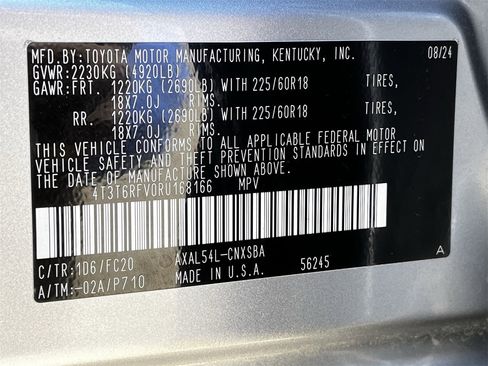 MFD.BY:TOYOTA MOTOR MANUFACTURING, KENTUCKY, INC. 08/24
GVWR:2230KG (4920LB)
GAWR:FRT. 1220KG (2690LB) WITH 225/60R18 TIRES,
18X7.0J RIMS.
RR. 1220KG (2690LB) WITH 225/60R18 TIRES,
18X7.0J RIMS.
THIS VEHICLE CONFORMS TO ALL APPLICABLE FEDERAL MOTOR
VEHICLE SAFETY AND THEFT PREVENTION STANDARDS IN EFFECT ON
THE DATE OF MANUFACTURE SHOWN ABOVE.
4T3T6RFV0RU168166 MPV
C/TR:1D6/FC20 AXAL54L-CNXSBA
A/TM:-02A/P710 MADE IN U.S.A. 56245 A